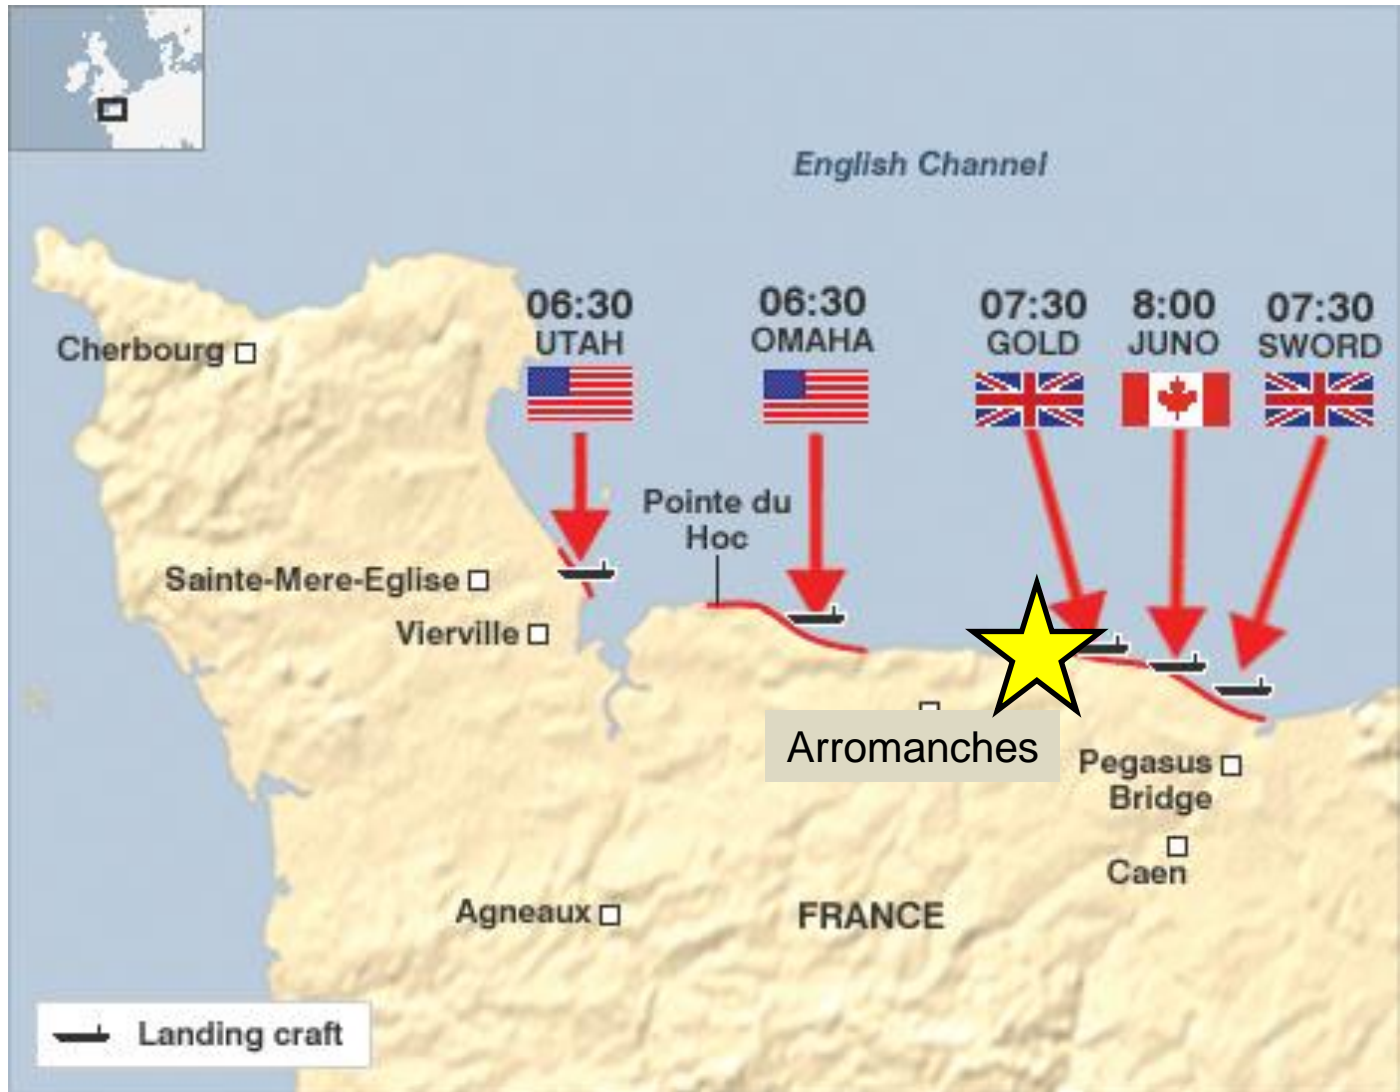 English Channel
06:30
UTAH
06:30
OMAHA
07:30
GOLD
8:00
JUNO
07:30
SWORD
Cherbourg
Pointe du
Hoc
Sainte-Mere-Eglise
Vierville
Arromanches
Pegasus
Bridge
Caen
Agneaux
FRANCE
Landing craft